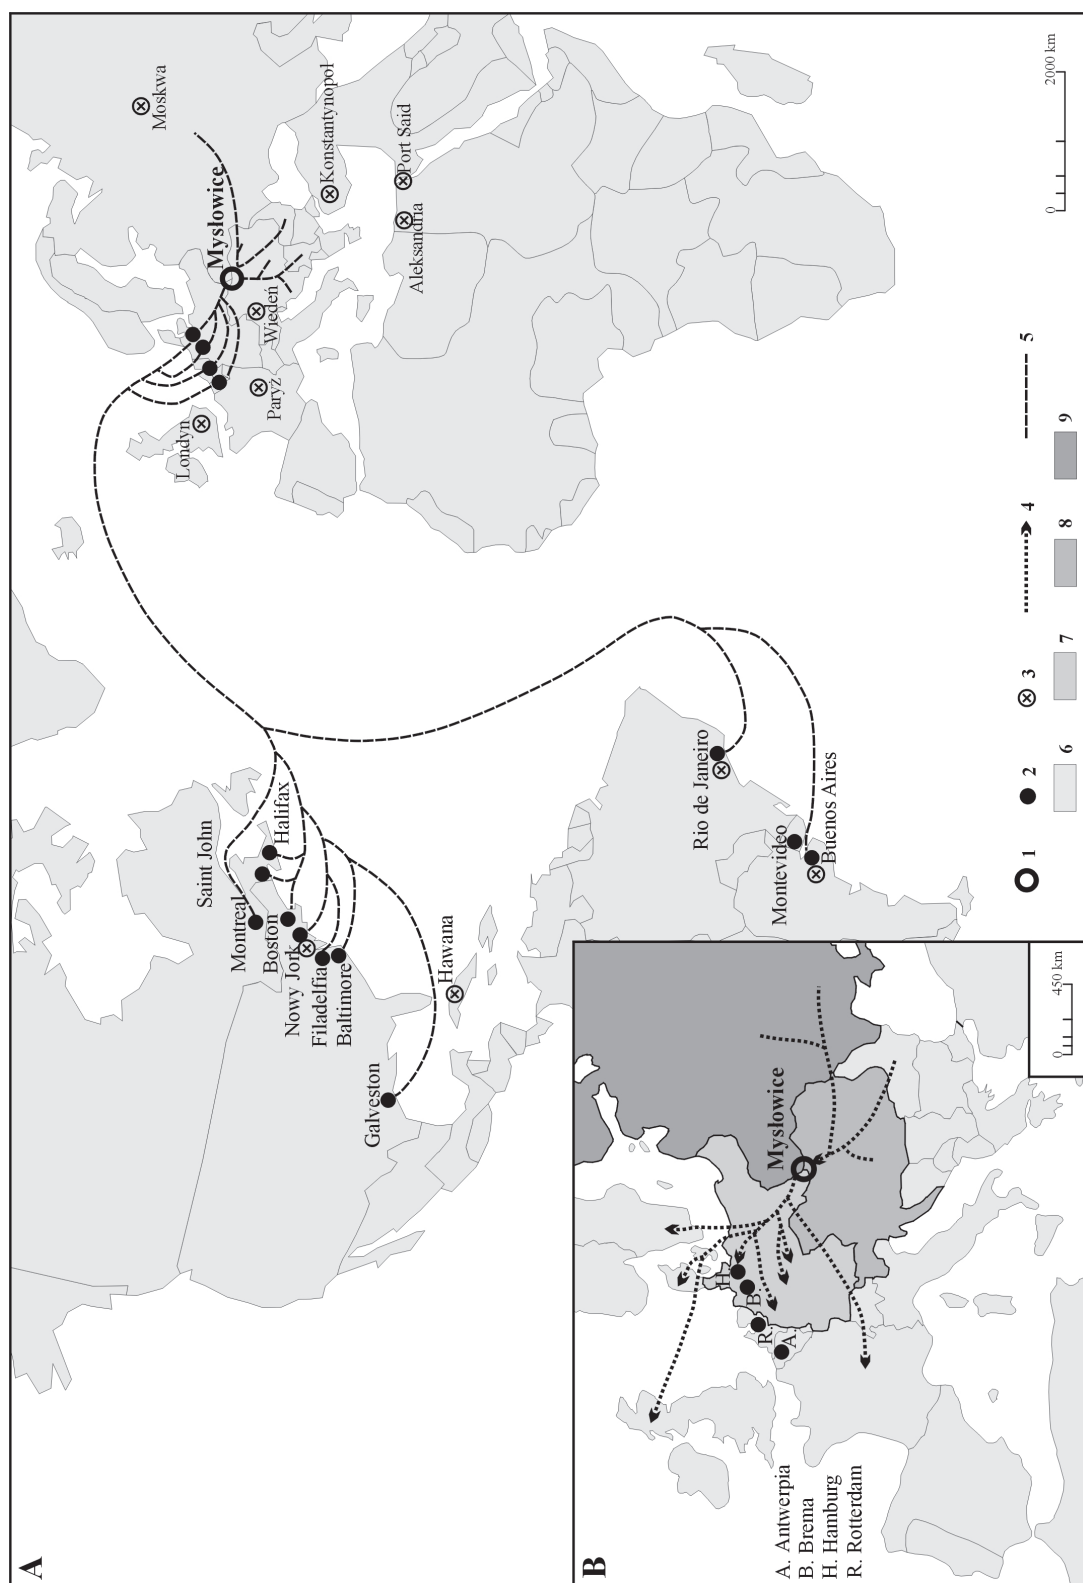 A
Moskwa
Mysłowice
Konstantynopol
Port Said
Aleksandria
Wiedeń
Paryż
Londyn
Saint John
Halifax
Montreal
Boston
Nowy Jork
Filadelfia
Baltimore
Hawana
Galveston
Rio de Janeiro
Montevideo
Buenos Aires
0 2000 km
B
Mysłowice
H.
B.
R.
A.
A. Antwerpia
B. Brema
H. Hamburg
R. Rotterdam
0 450 km
1
2
3
4
5
6
7
8
9